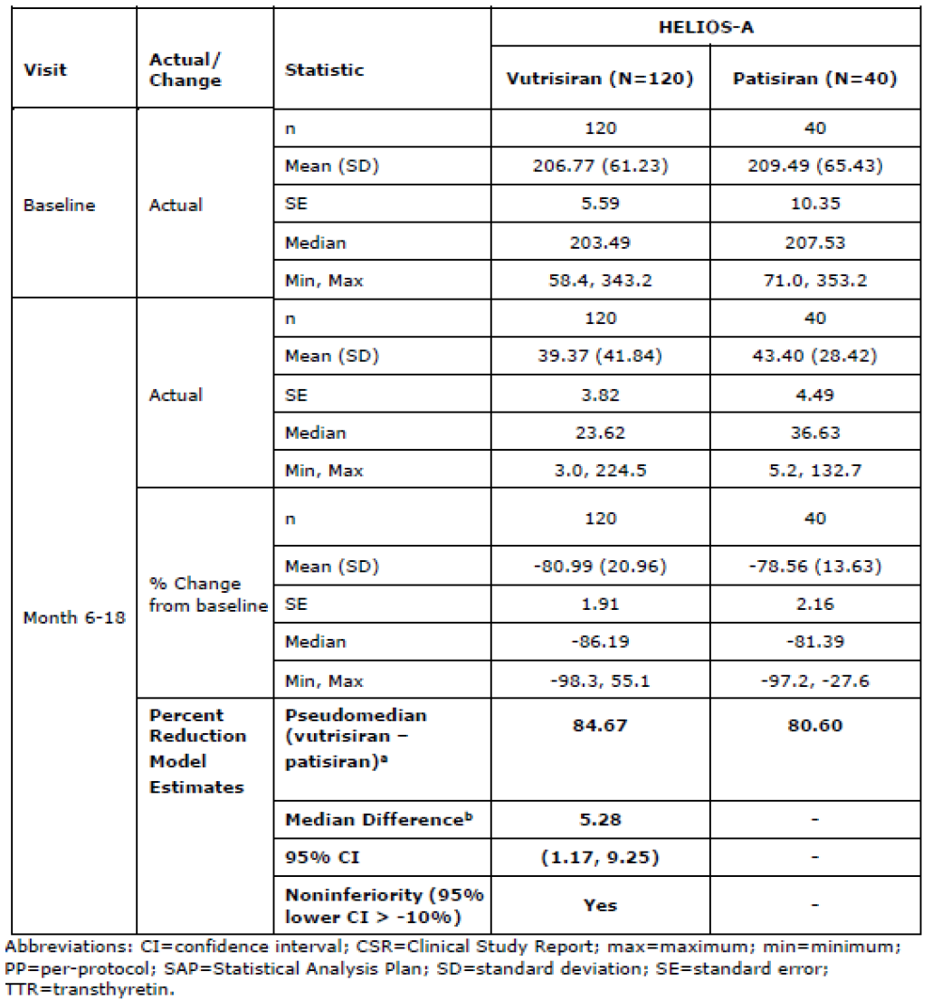 HELIOS-A
Visit
Actual/
Change
Statistic
Vutrisiran (N=120)
Patisiran (N=40)
Baseline
Actual
n
120
40
Mean (SD)
206.77 (61.23)
209.49 (65.43)
SE
5.59
10.35
Median
203.49
207.53
Min, Max
58.4, 343.2
71.0, 353.2
Month 6-18
Actual
n
120
40
Mean (SD)
39.37 (41.84)
43.40 (28.42)
SE
3.82
4.49
Median
23.62
36.63
Min, Max
3.0, 224.5
5.2, 132.7
% Change
from baseline
n
120
40
Mean (SD)
-80.99 (20.96)
-78.56 (13.63)
SE
1.91
2.16
Median
-86.19
-81.39
Min, Max
-98.3, 55.1
-97.2, -27.6
Percent
Reduction
Model
Estimates
Pseudomedian
(vutrisiran –
patisiran)ᵃ
84.67
80.60
Median Differenceᵇ
5.28
-
95% CI
(1.17, 9.25)
-
Noninferiority (95%
lower CI > -10%)
Yes
-
Abbreviations: CI=confidence interval; CSR=Clinical Study Report; max=maximum; min=minimum;
PP=per-protocol; SAP=Statistical Analysis Plan; SD=standard deviation; SE=standard error;
TTR=transthyretin.